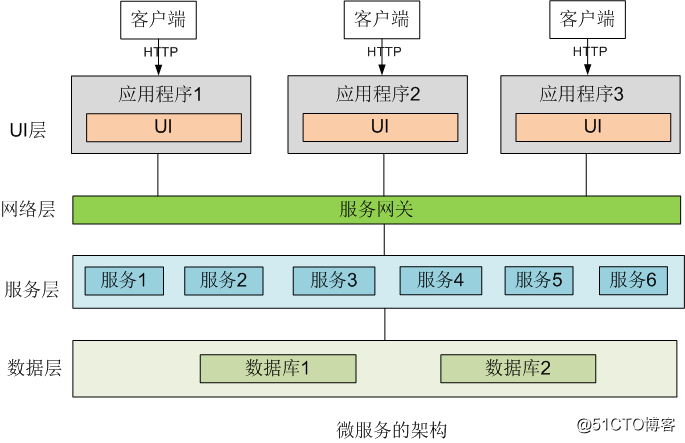 客户端 客户端 客户端
HTTP HTTP HTTP
应用程序1 应用程序2 应用程序3
UI层 UI UI UI
网络层 服务网关
服务层 服务1 服务2 服务3 服务4 服务5 服务6
数据层 数据库1 数据库2
微服务的架构
@51CTO博客